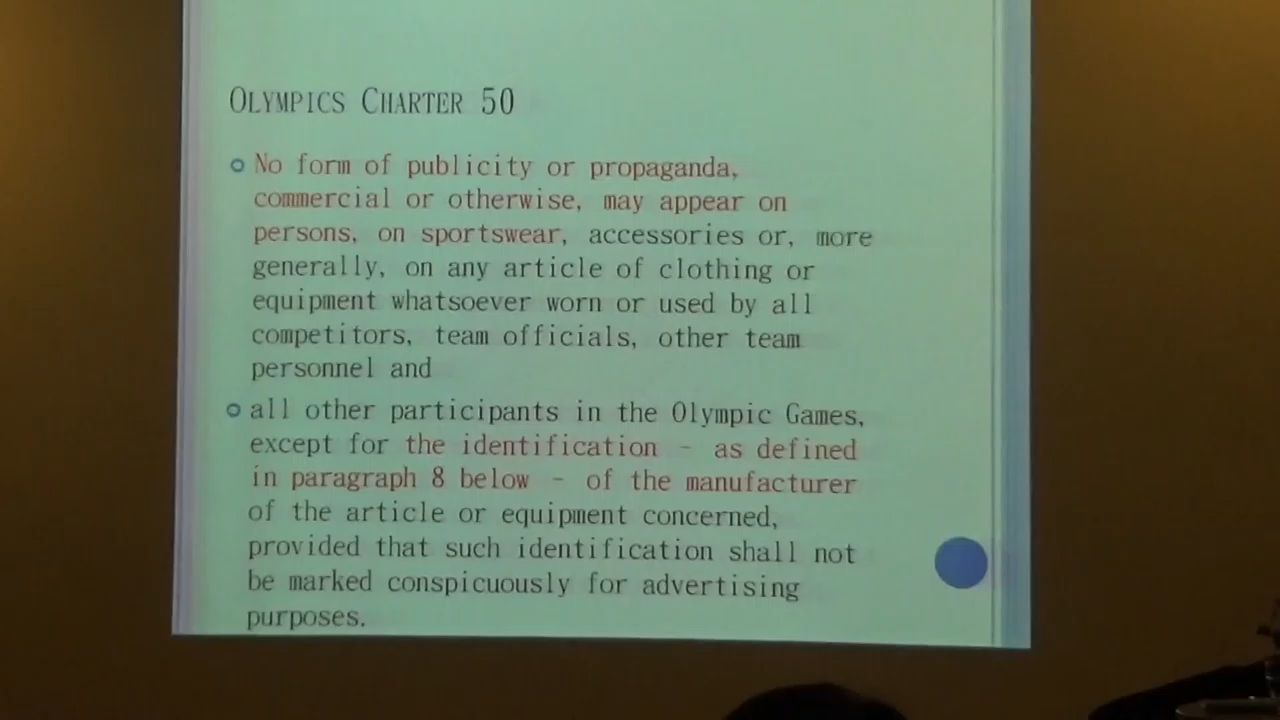 OLYMPICS CHARTER 50
No form of publicity or propaganda,
commercial or otherwise, may appear on
persons, on sportswear, accessories or, more
generally, on any article of clothing or
equipment whatsoever worn or used by all
competitors, team officials, other team
personnel and
all other participants in the Olympic Games,
except for the identification - as defined
in paragraph 8 below - of the manufacturer
of the article or equipment concerned,
provided that such identification shall not
be marked conspicuously for advertising
purposes.